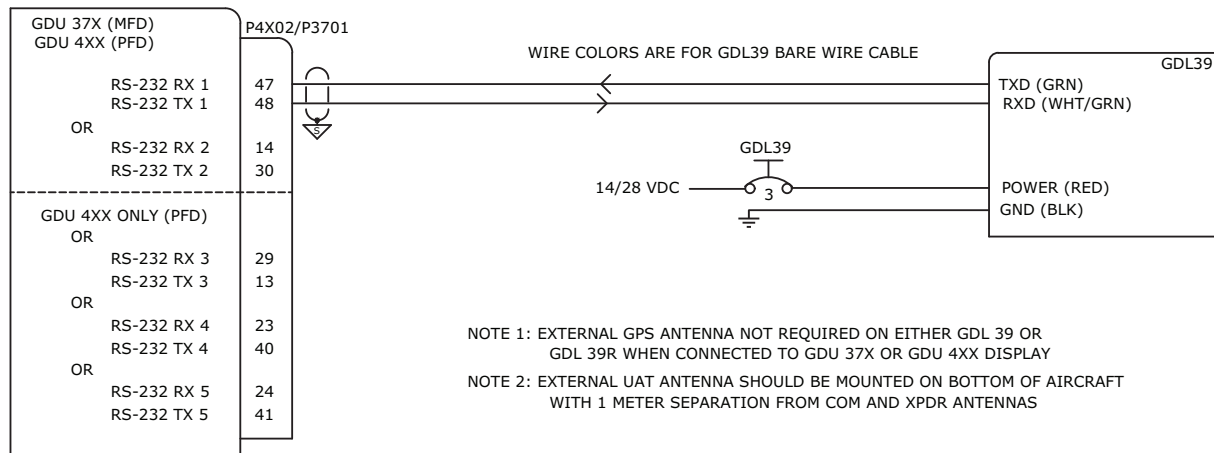 GDU 37X (MFD)
GDU 4XX (PFD)
P4X02/P3701
WIRE COLORS ARE FOR GDL39 BARE WIRE CABLE
GDL39
RS-232 RX 1 47
TXD (GRN)
RS-232 TX 1 48
RXD (WHT/GRN)
S
OR
RS-232 RX 2 14
RS-232 TX 2 30
GDL39
14/28 VDC
3
POWER (RED)
GND (BLK)
GDU 4XX ONLY (PFD)
OR
RS-232 RX 3 29
RS-232 TX 3 13
OR
RS-232 RX 4 23
RS-232 TX 4 40
OR
RS-232 RX 5 24
RS-232 TX 5 41
NOTE 1: EXTERNAL GPS ANTENNA NOT REQUIRED ON EITHER GDL 39 OR
GDL 39R WHEN CONNECTED TO GDU 37X OR GDU 4XX DISPLAY
NOTE 2: EXTERNAL UAT ANTENNA SHOULD BE MOUNTED ON BOTTOM OF AIRCRAFT
WITH 1 METER SEPARATION FROM COM AND XPDR ANTENNAS